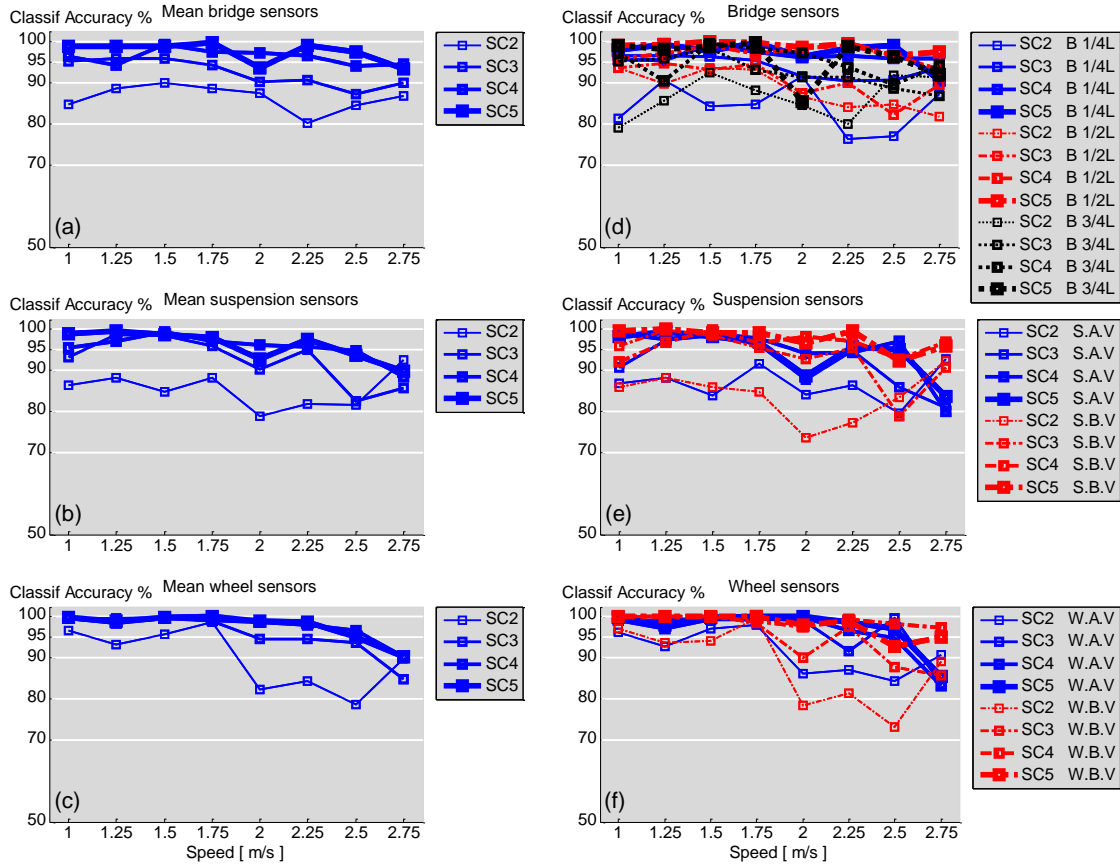 Classif Accuracy % Mean bridge sensors
100
95
90
80
70
50
(a)
1 1.25 1.5 1.75 2 2.25 2.5 2.75
SC2
SC3
SC4
SC5
Classif Accuracy % Bridge sensors
100
95
90
80
70
50
(d)
1 1.25 1.5 1.75 2 2.25 2.5 2.75
SC2 B 1/4L
SC3 B 1/4L
SC4 B 1/4L
SC5 B 1/4L
SC2 B 1/2L
SC3 B 1/2L
SC4 B 1/2L
SC5 B 1/2L
SC2 B 3/4L
SC3 B 3/4L
SC4 B 3/4L
SC5 B 3/4L
Classif Accuracy % Mean suspension sensors
100
95
90
80
70
50
(b)
1 1.25 1.5 1.75 2 2.25 2.5 2.75
SC2
SC3
SC4
SC5
Classif Accuracy % Suspension sensors
100
95
90
80
70
50
(e)
1 1.25 1.5 1.75 2 2.25 2.5 2.75
SC2 S.A.V
SC3 S.A.V
SC4 S.A.V
SC5 S.A.V
SC2 S.B.V
SC3 S.B.V
SC4 S.B.V
SC5 S.B.V
Classif Accuracy % Mean wheel sensors
100
95
90
80
70
50
(c)
1 1.25 1.5 1.75 2 2.25 2.5 2.75
Speed [ m/s ]
SC2
SC3
SC4
SC5
Classif Accuracy % Wheel sensors
100
95
90
80
70
50
(f)
1 1.25 1.5 1.75 2 2.25 2.5 2.75
Speed [ m/s ]
SC2 W.A.V
SC3 W.A.V
SC4 W.A.V
SC5 W.A.V
SC2 W.B.V
SC3 W.B.V
SC4 W.B.V
SC5 W.B.V